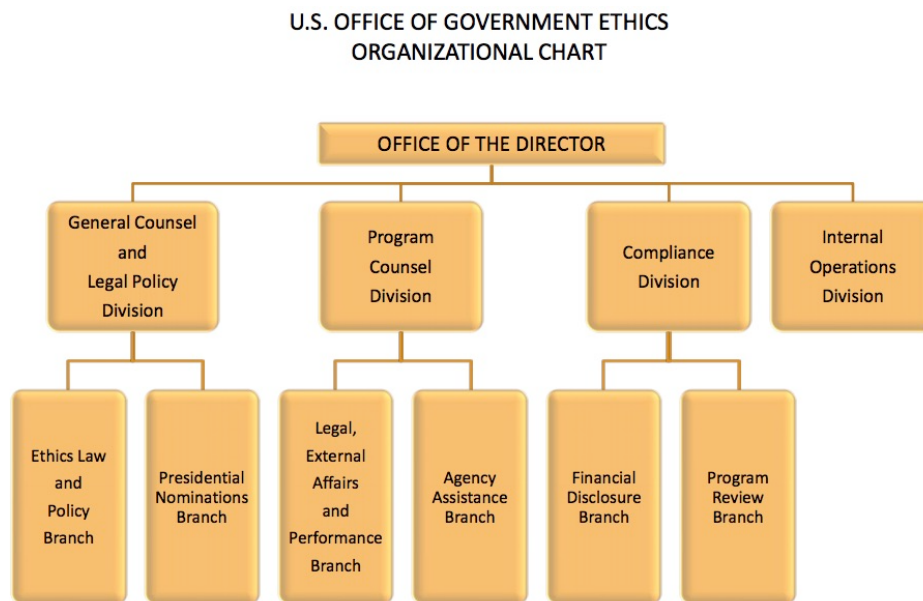 U.S. OFFICE OF GOVERNMENT ETHICS
ORGANIZATIONAL CHART
OFFICE OF THE DIRECTOR
General Counsel
and
Legal Policy
Division
Program
Counsel
Division
Compliance
Division
Internal
Operations
Division
Ethics Law
and
Policy
Branch
Presidential
Nominations
Branch
Legal,
External
Affairs
and
Performance
Branch
Agency
Assistance
Branch
Financial
Disclosure
Branch
Program
Review
Branch